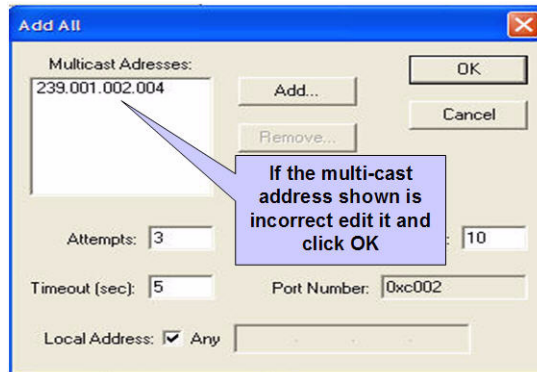 Add All
Multicast Adresses:
239.001.002.004
Add...
Remove...
OK
Cancel
If the multi-cast
address shown is
incorrect edit it and
click OK
Attempts: 3
: 10
Timeout (sec): 5
Port Number: 0xc002
Local Address: Any